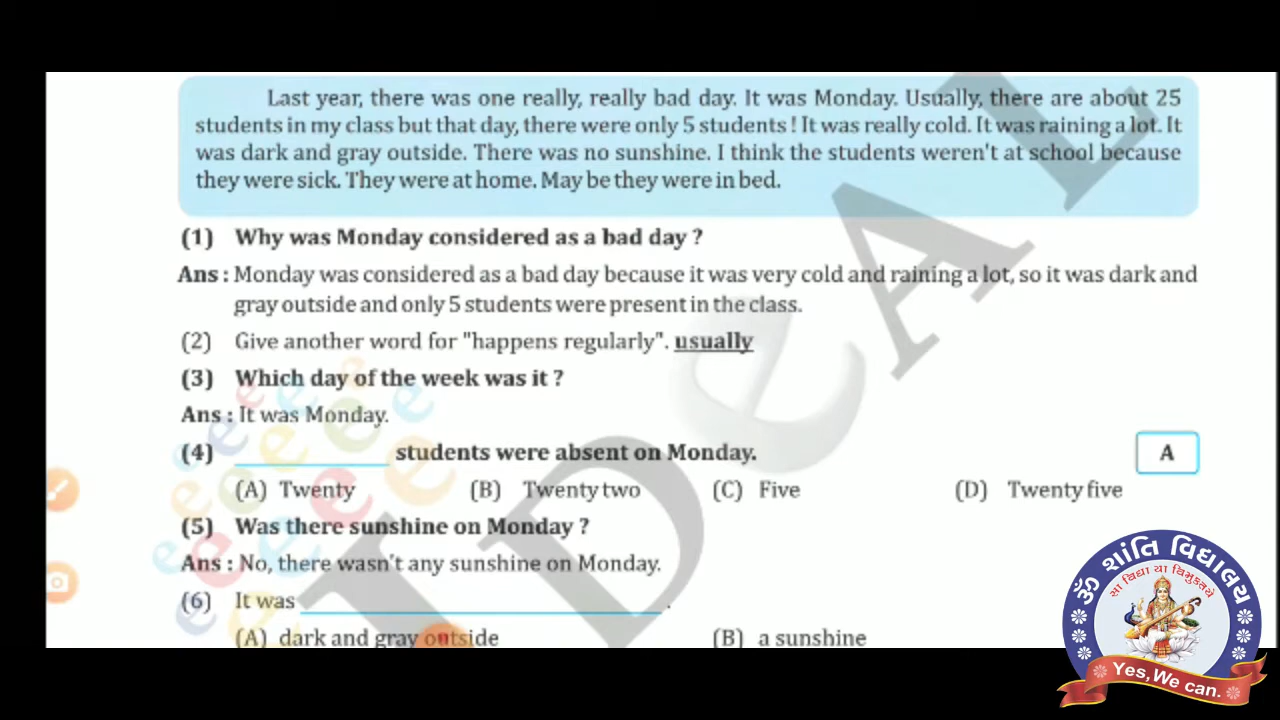 Last year, there was one really, really bad day. It was Monday. Usually, there are about 25
students in my class but that day, there were only 5 students ! It was really cold. It was raining a lot. It
was dark and gray outside. There was no sunshine. I think the students weren't at school because
they were sick. They were at home. May be they were in bed.
(1) Why was Monday considered as a bad day ?
Ans : Monday was considered as a bad day because it was very cold and raining a lot, so it was dark and
gray outside and only 5 students were present in the class.
(2) Give another word for "happens regularly". usually
(3) Which day of the week was it ?
Ans : It was Monday.
(4) ____________ students were absent on Monday. A
(A) Twenty (B) Twenty two (C) Five (D) Twenty five
(5) Was there sunshine on Monday ?
Ans : No, there wasn't any sunshine on Monday.
(6) It was ____________________________ .
(A) dark and gray outside (B) a sunshine
IDeAL
ૐ શાંતિ વિદ્યાલય
સા વિદ્યા યા વિમુક્તયે
Yes, We can.